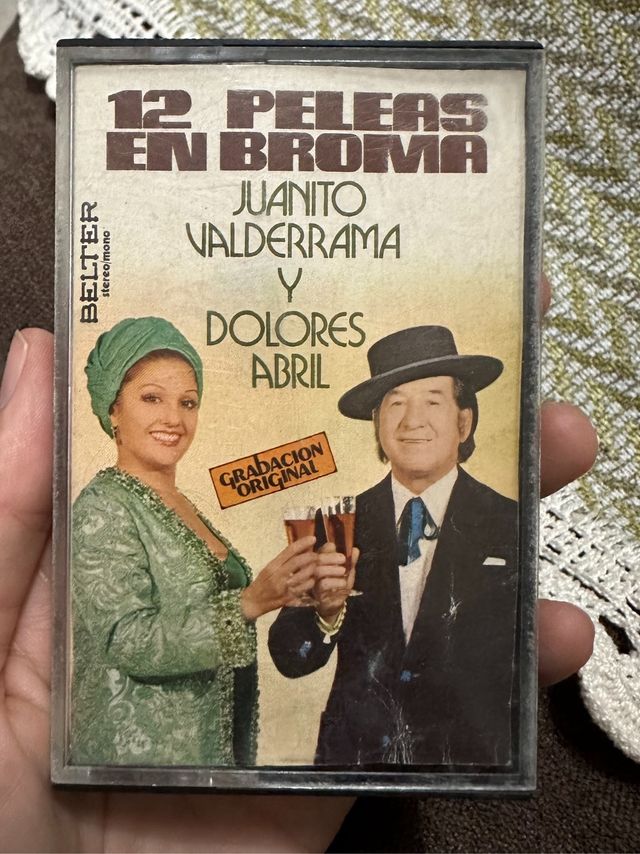 12 PELEAS
EN BROMA
JUANITO
VALDERRAMA
Y
DOLORES
ABRIL
BELTER
stereo/mono
GRABACION
ORIGINAL